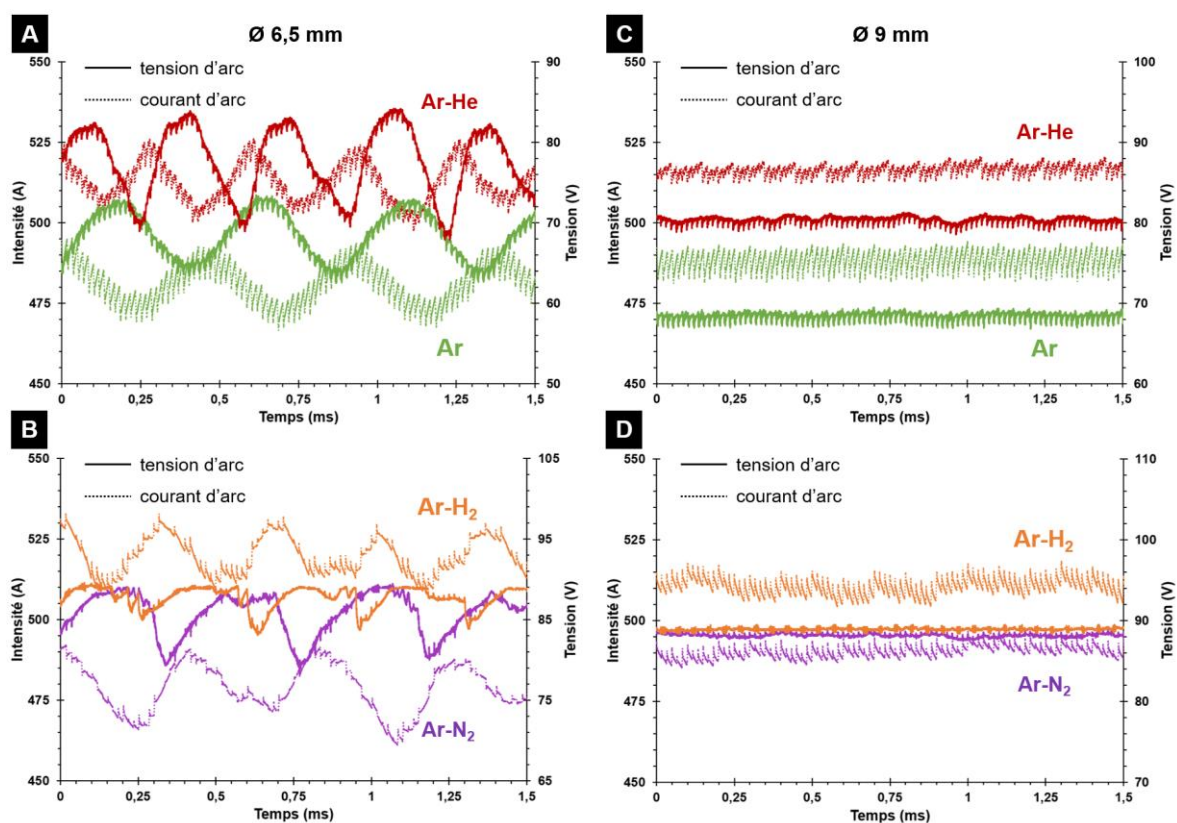 A
Ø 6,5 mm
550
525
500
475
450
Intensité (A)
tension d'arc
courant d'arc
Ar-He
Ar
90
80
70
60
50
Tension (V)
0 0,25 0,5 0,75 1 1,25 1,5
Temps (ms)
C
Ø 9 mm
550
525
500
475
450
Intensité (A)
tension d'arc
courant d'arc
Ar-He
Ar
100
90
80
70
60
Tension (V)
0 0,25 0,5 0,75 1 1,25 1,5
Temps (ms)
B
550
525
500
475
450
Intensité (A)
tension d'arc
courant d'arc
Ar-H₂
Ar-N₂
105
95
85
75
65
Tension (V)
0 0,25 0,5 0,75 1 1,25 1,5
Temps (ms)
D
550
525
500
475
450
Intensité (A)
tension d'arc
courant d'arc
Ar-H₂
Ar-N₂
110
100
90
80
70
Tension (V)
0 0,25 0,5 0,75 1 1,25 1,5
Temps (ms)